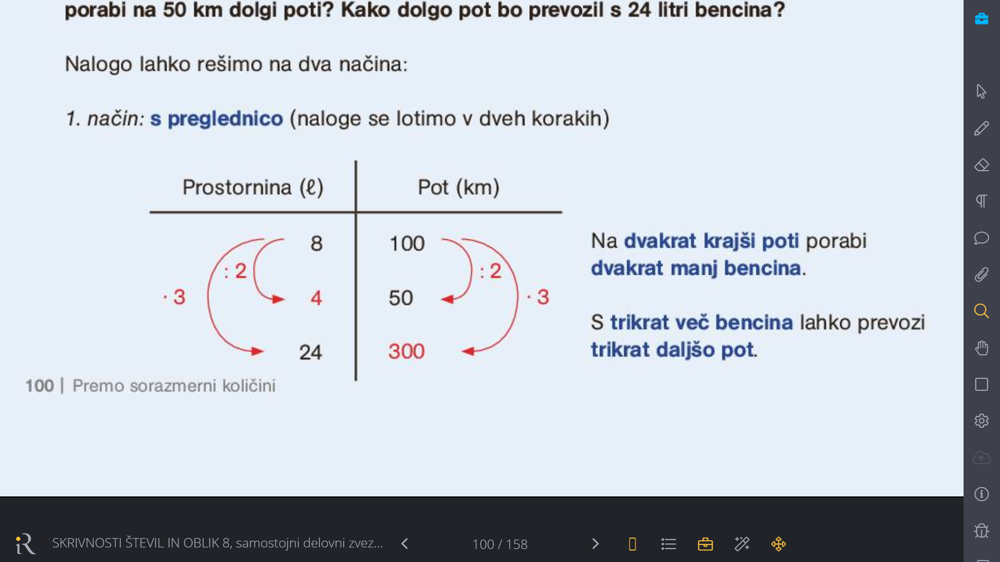 porabi na 50 km dolgi poti? Kako dolgo pot bo prevozil s 24 litri bencina?
Nalogo lahko rešimo na dva načina:
1. način: s preglednico (naloge se lotimo v dveh korakih)
Prostornina (ℓ) Pot (km)
8 100
: 2 : 2
· 3 4 50 · 3
24 300
Na dvakrat krajši poti porabi
dvakrat manj bencina.
S trikrat več bencina lahko prevozi
trikrat daljšo pot.
100 | Premo sorazmerni količini
iR SKRIVNOSTI ŠTEVIL IN OBLIK 8, samostojni delovni zvez... 100 / 158